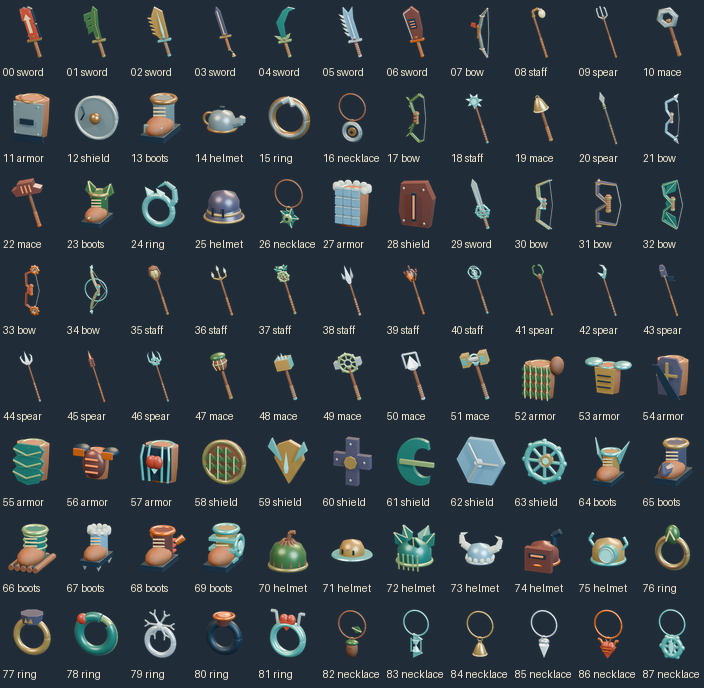 00 sword 01 sword 02 sword 03 sword 04 sword 05 sword 06 sword 07 bow 08 staff 09 spear 10 mace
11 armor 12 shield 13 boots 14 helmet 15 ring 16 necklace 17 bow 18 staff 19 mace 20 spear 21 bow
22 mace 23 boots 24 ring 25 helmet 26 necklace 27 armor 28 shield 29 sword 30 bow 31 bow 32 bow
33 bow 34 bow 35 staff 36 staff 37 staff 38 staff 39 staff 40 staff 41 spear 42 spear 43 spear
44 spear 45 spear 46 spear 47 mace 48 mace 49 mace 50 mace 51 mace 52 armor 53 armor 54 armor
55 armor 56 armor 57 armor 58 shield 59 shield 60 shield 61 shield 62 shield 63 shield 64 boots 65 boots
66 boots 67 boots 68 boots 69 boots 70 helmet 71 helmet 72 helmet 73 helmet 74 helmet 75 helmet 76 ring
77 ring 78 ring 79 ring 80 ring 81 ring 82 necklace 83 necklace 84 necklace 85 necklace 86 necklace 87 necklace